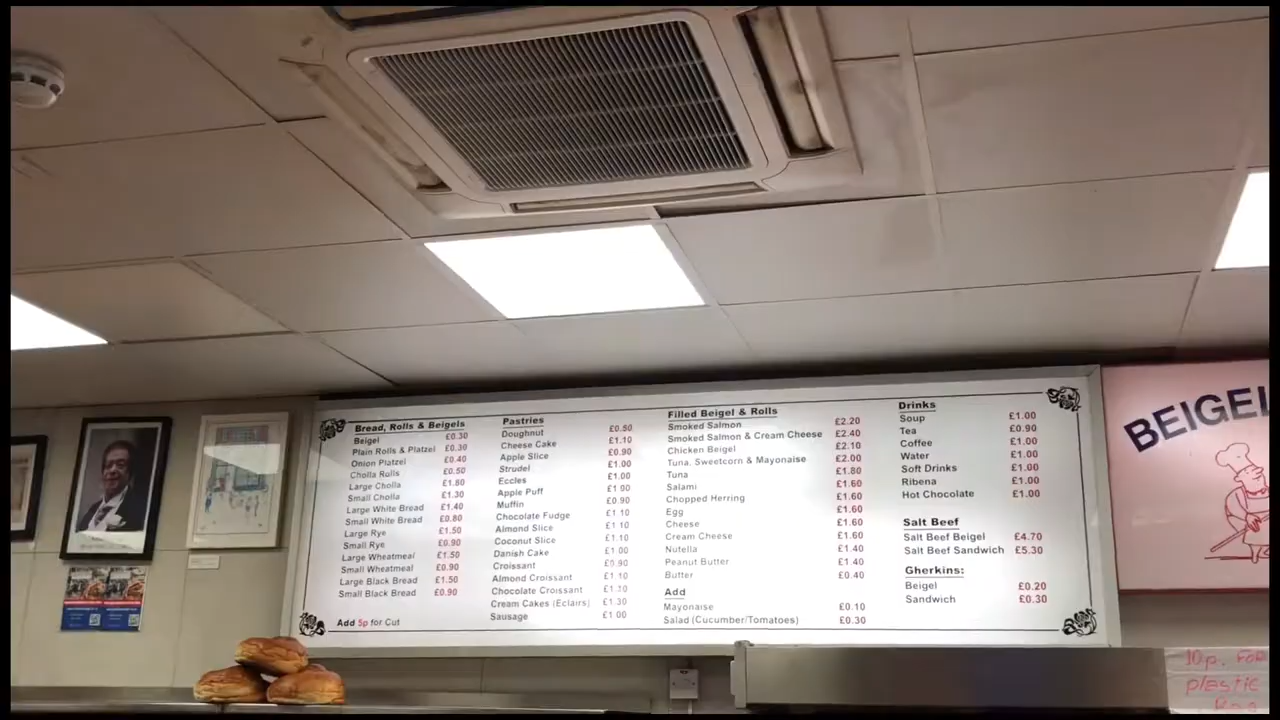 Bread, Rolls & Beigels
Beigel £0.30
Plain Rolls & Platzel £0.30
Onion Platzel £0.40
Cholla Rolls £0.50
Large Cholla £1.80
Small Cholla £1.30
Large White Bread £1.40
Small White Bread £0.80
Large Rye £1.50
Small Rye £0.90
Large Wheatmeal £1.50
Small Wheatmeal £0.90
Large Black Bread £1.50
Small Black Bread £0.90
Add 5p for Cut
Pastries
Doughnut £0.50
Cheese Cake £1.10
Apple Slice £0.90
Strudel £1.00
Eccles £1.00
Apple Puff £1.00
Muffin £0.90
Chocolate Fudge £1.10
Almond Slice £1.10
Coconut Slice £1.10
Danish Cake £1.00
Croissant £0.90
Almond Croissant £1.10
Chocolate Croissant £1.10
Cream Cakes (Eclairs) £1.30
Sausage £1.00
Filled Beigel & Rolls
Smoked Salmon £2.20
Smoked Salmon & Cream Cheese £2.40
Chicken Beigel £2.10
Tuna, Sweetcorn & Mayonaise £2.00
Tuna £1.80
Salami £1.60
Chopped Herring £1.60
Egg £1.60
Cheese £1.60
Cream Cheese £1.60
Nutella £1.40
Peanut Butter £1.40
Butter £0.40
Add
Mayonaise £0.10
Salad (Cucumber/Tomatoes) £0.30
Drinks
Soup £1.00
Tea £0.90
Coffee £1.00
Water £1.00
Soft Drinks £1.00
Ribena £1.00
Hot Chocolate £1.00
Salt Beef
Salt Beef Beigel £4.70
Salt Beef Sandwich £5.30
Gherkins:
Beigel £0.20
Sandwich £0.30
BEIGEL
10p. FOR
plastic